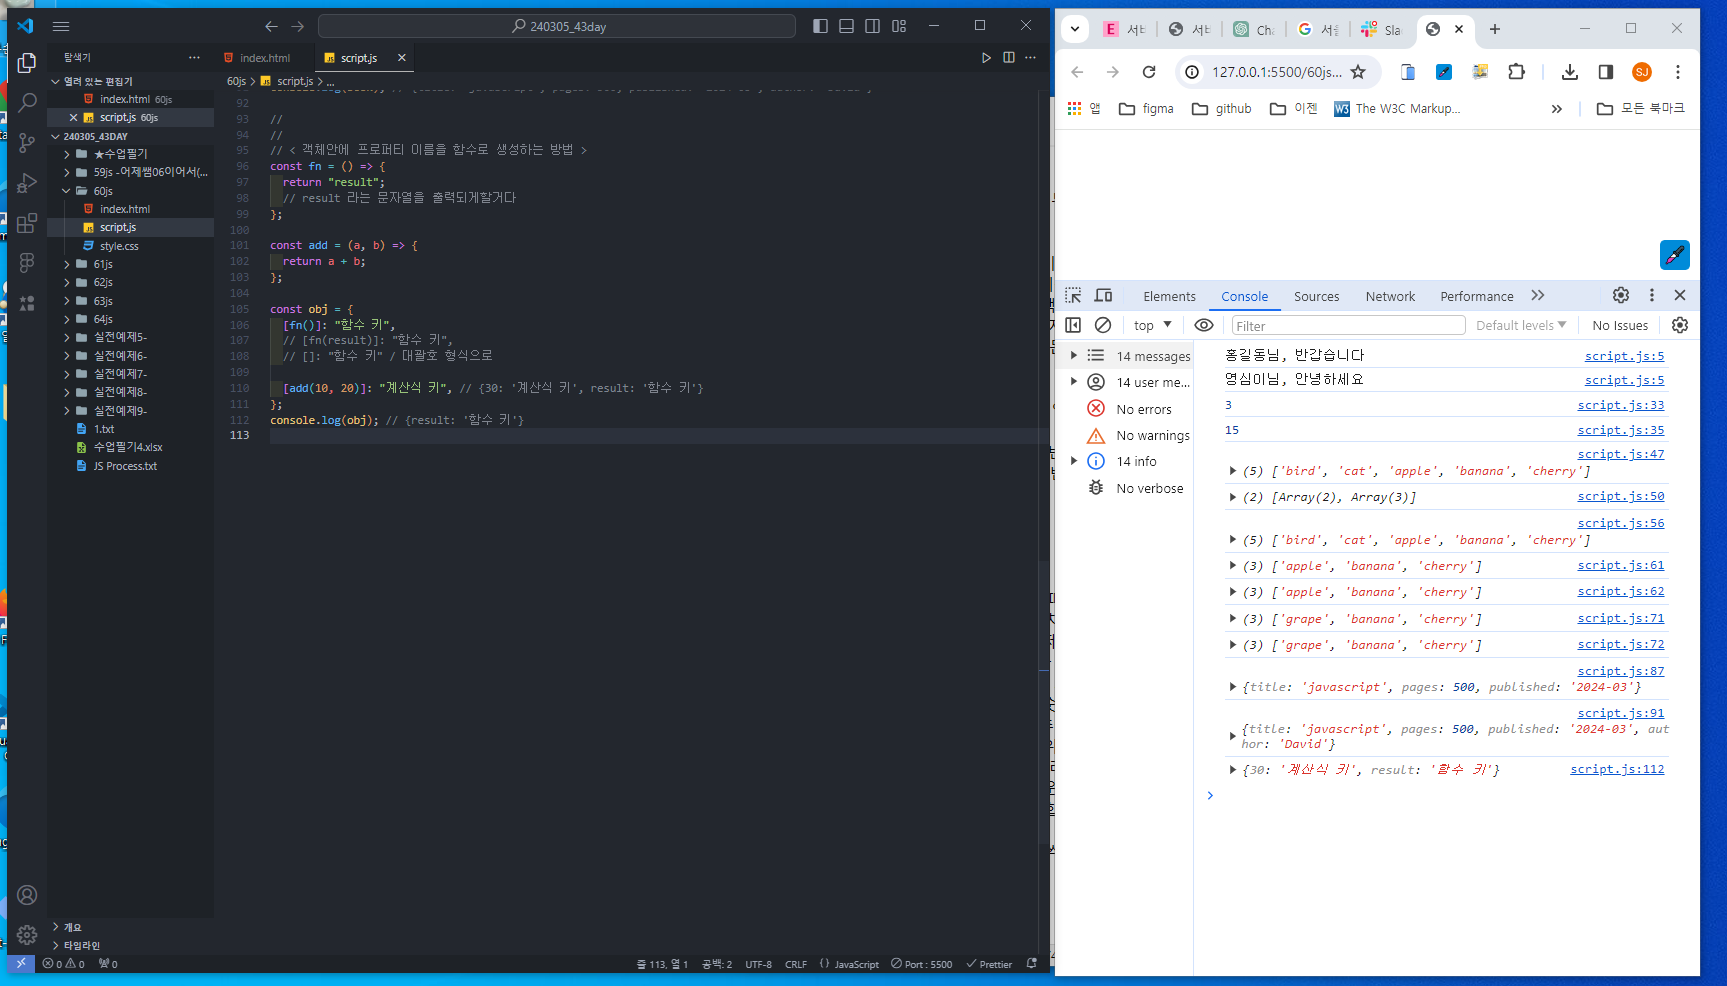 240305_43day
탐색기
index.html
script.js
열려 있는 편집기
index.html 60js
script.js 60js
240305_43DAY
★수업필기
59js -어제쌤06이어서(...
60js
index.html
script.js
style.css
61js
62js
63js
64js
실전예제5-
실전예제6-
실전예제7-
실전예제8-
실전예제9-
1.txt
수업필기4.xlsx
JS Process.txt
개요
타임라인
60js > script.js > ...
92
93 //
94 //
95 // < 객체안에 프로퍼티 이름을 함수로 생성하는 방법 >
96 const fn = () => {
97 return "result";
98 // result 라는 문자열을 출력되게할거다
99 };
100
101 const add = (a, b) => {
102 return a + b;
103 };
104
105 const obj = {
106 [fn()]: "함수 키",
107 // [fn(result)]: "함수 키",
108 // []: "함수 키" / 대괄호 형식으로
109
110 [add(10, 20)]: "계산식 키", // {30: '계산식 키', result: '함수 키'}
111 };
112 console.log(obj); // {result: '함수 키'}
113
0 0 0
줄 113, 열 1 공백: 2 UTF-8 CRLF {} JavaScript Port : 5500 Prettier
서브
서브
Cha
서울
Sla
127.0.0.1:5500/60js...
SJ
앱 figma github 이젠 The W3C Markup... » 모든 북마크
Elements Console Sources Network Performance
top Filter Default levels No Issues
14 messages
14 user me...
No errors
No warnings
14 info
No verbose
홍길동님, 반갑습니다 script.js:5
영심이님, 안녕하세요 script.js:5
3 script.js:33
15 script.js:35
script.js:47
(5) ['bird', 'cat', 'apple', 'banana', 'cherry']
(2) [Array(2), Array(3)] script.js:50
script.js:56
(5) ['bird', 'cat', 'apple', 'banana', 'cherry']
(3) ['apple', 'banana', 'cherry'] script.js:61
(3) ['apple', 'banana', 'cherry'] script.js:62
(3) ['grape', 'banana', 'cherry'] script.js:71
(3) ['grape', 'banana', 'cherry'] script.js:72
script.js:87
{title: 'javascript', pages: 500, published: '2024-03'}
script.js:91
{title: 'javascript', pages: 500, published: '2024-03', aut
hor: 'David'}
{30: '계산식 키', result: '함수 키'} script.js:112